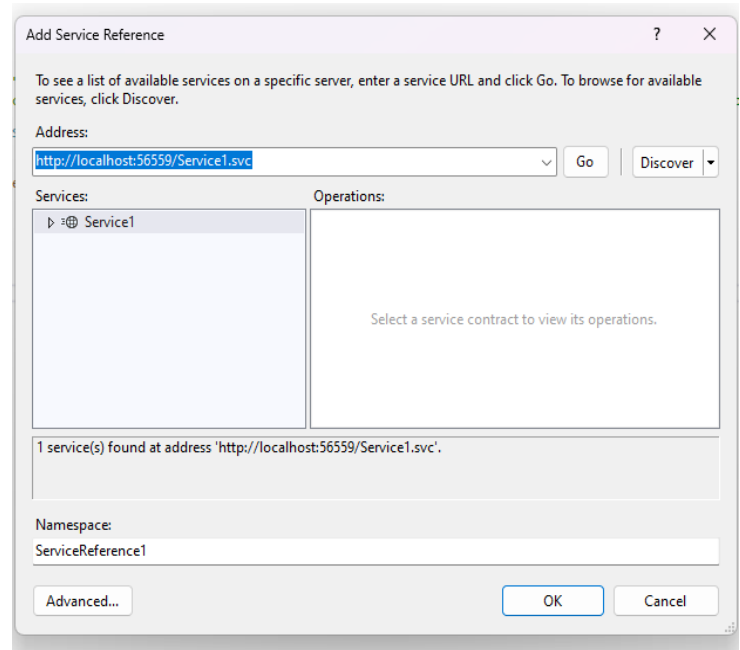 Add Service Reference
?
To see a list of available services on a specific server, enter a service URL and click Go. To browse for available
services, click Discover.
Address:
http://localhost:56559/Service1.svc
Go
Discover
Services:
Operations:
Service1
Select a service contract to view its operations.
1 service(s) found at address 'http://localhost:56559/Service1.svc'.
Namespace:
ServiceReference1
Advanced...
OK
Cancel